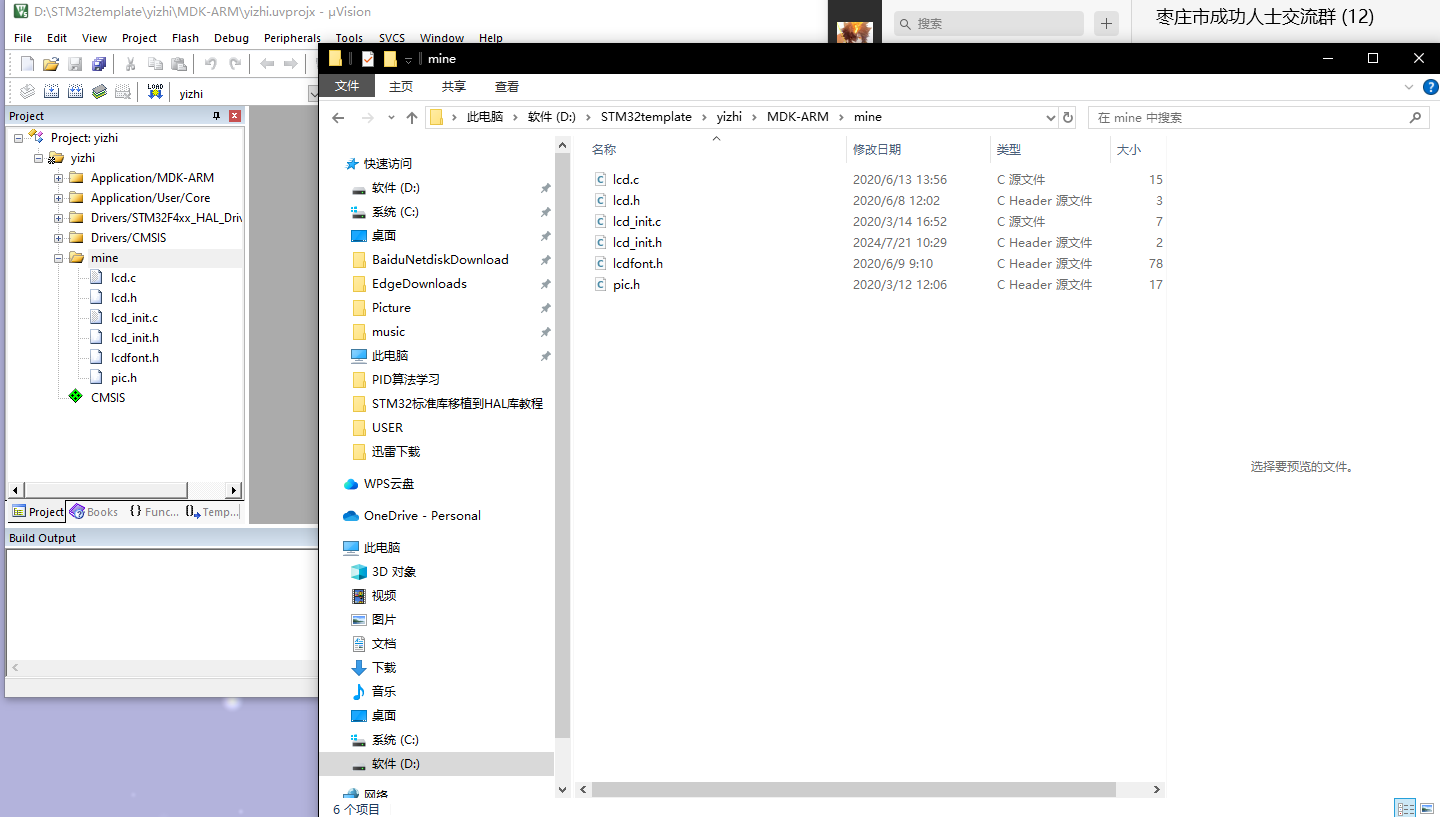 D:\STM32template\yizhi\MDK-ARM\yizhi.uvprojx - µVision
File Edit View Project Flash Debug Peripherals Tools SVCS Window Help
LOAD
yizhi
Project
Project: yizhi
yizhi
Application/MDK-ARM
Application/User/Core
Drivers/STM32F4xx_HAL_Driv
Drivers/CMSIS
mine
lcd.c
lcd.h
lcd_init.c
lcd_init.h
lcdfont.h
pic.h
CMSIS
Project Books {} Func... Temp...
Build Output
搜索
枣庄市成功人士交流群 (12)
mine
文件 主页 共享 查看
此电脑 软件 (D:) STM32template yizhi MDK-ARM mine
在 mine 中搜索
快速访问
软件 (D:)
系统 (C:)
桌面
BaiduNetdiskDownload
EdgeDownloads
Picture
music
此电脑
PID算法学习
STM32标准库移植到HAL库教程
USER
迅雷下载
WPS云盘
OneDrive - Personal
此电脑
3D 对象
视频
图片
文档
下载
音乐
桌面
系统 (C:)
软件 (D:)
网络
名称 修改日期 类型 大小
lcd.c 2020/6/13 13:56 C 源文件 15
lcd.h 2020/6/8 12:02 C Header 源文件 3
lcd_init.c 2020/3/14 16:52 C 源文件 7
lcd_init.h 2024/7/21 10:29 C Header 源文件 2
lcdfont.h 2020/6/9 9:10 C Header 源文件 78
pic.h 2020/3/12 12:06 C Header 源文件 17
选择要预览的文件。
6 个项目